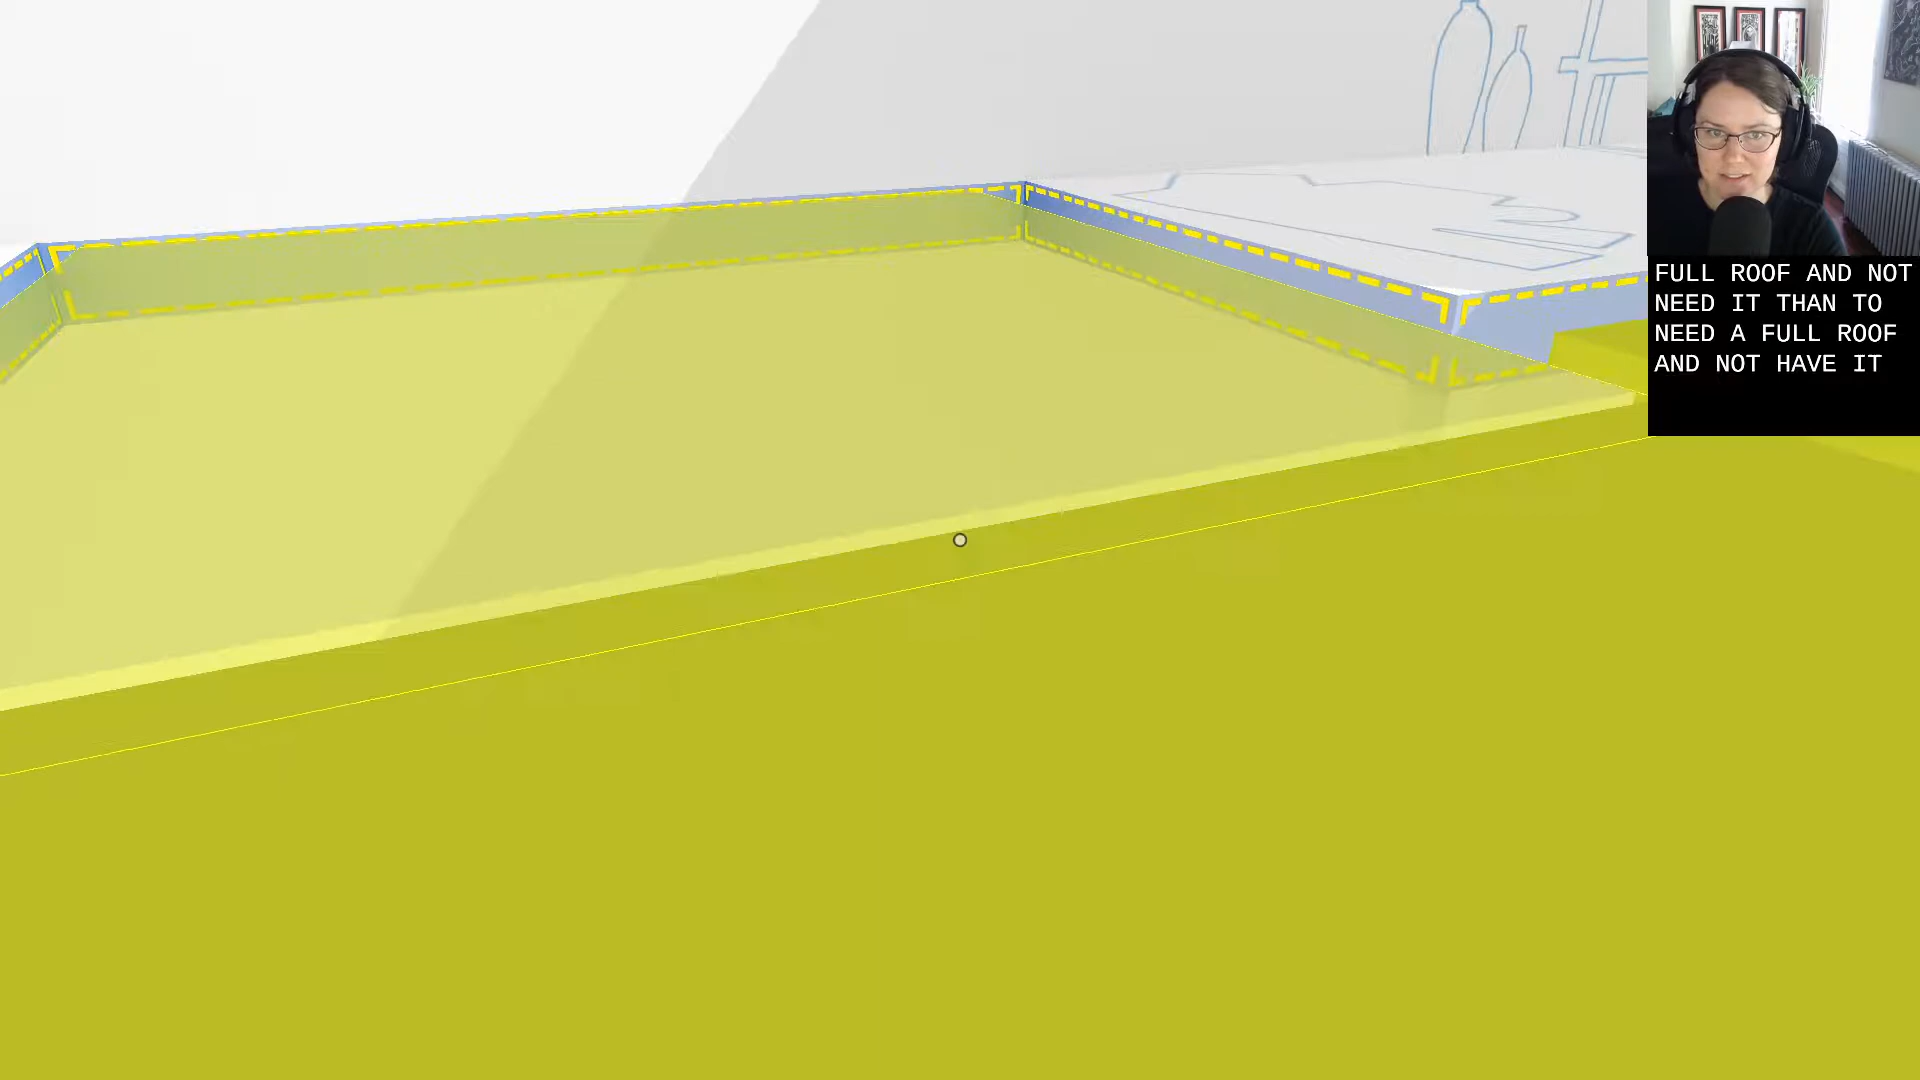 FULL ROOF AND NOT
NEED IT THAN TO
NEED A FULL ROOF
AND NOT HAVE IT